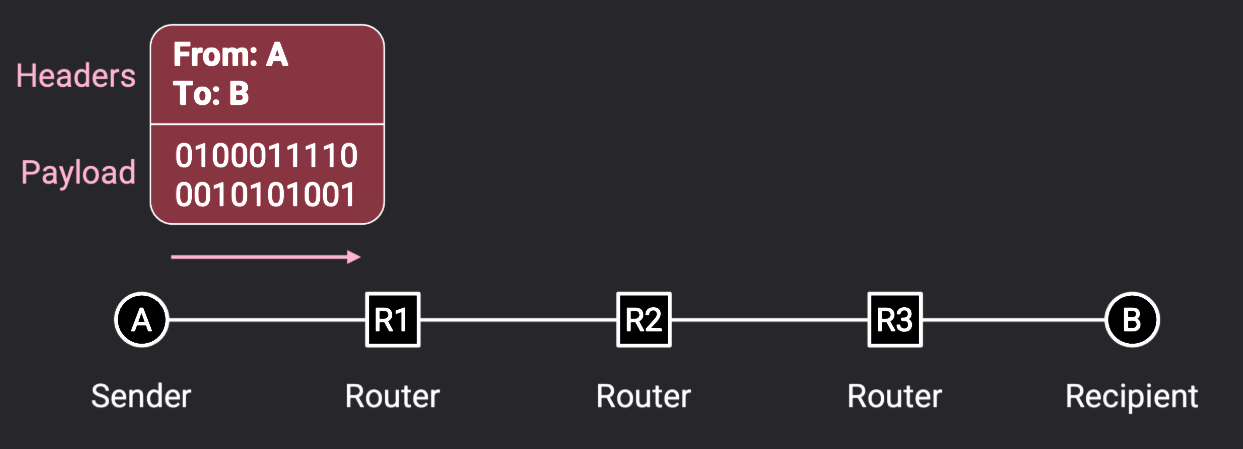 Headers
From: A
To: B
Payload
0100011110
0010101001
A
R1
R2
R3
B
Sender
Router
Router
Router
Recipient